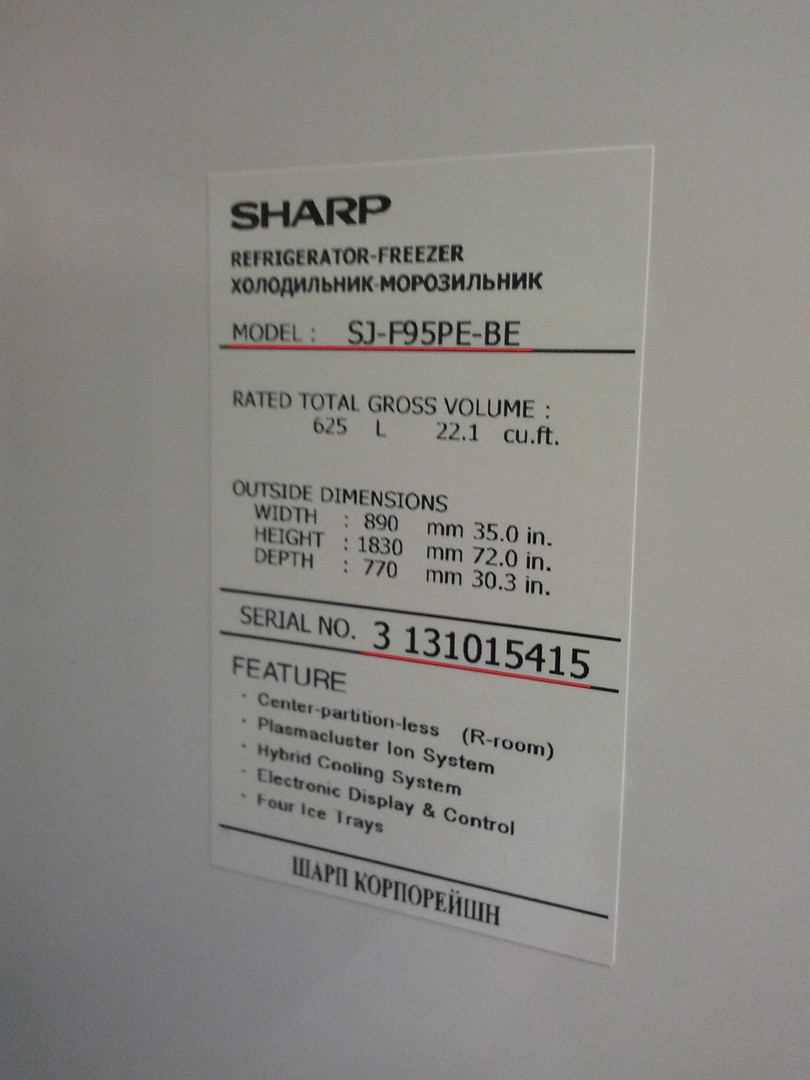 SHARP
REFRIGERATOR-FREEZER
ХОЛОДИЛЬНИК-МОРОЗИЛЬНИК
MODEL : SJ-F95PE-BE
RATED TOTAL GROSS VOLUME :
625 L 22.1 cu.ft.
OUTSIDE DIMENSIONS
WIDTH : 890 mm 35.0 in.
HEIGHT : 1830 mm 72.0 in.
DEPTH : 770 mm 30.3 in.
SERIAL NO. 3 131015415
FEATURE
· Center-partition-less (R-room)
· Plasmacluster Ion System
· Hybrid Cooling System
· Electronic Display & Control
· Four Ice Trays
ШАРП КОРПОРЕЙШН